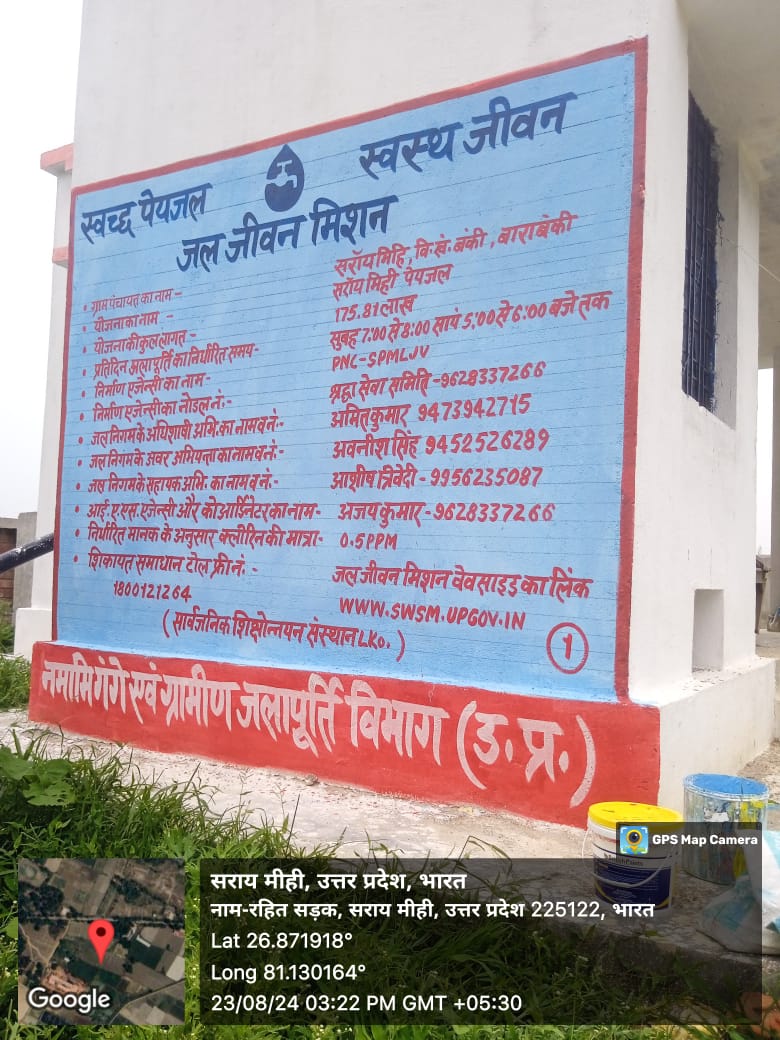 स्वच्छ पेयजल स्वस्थ जीवन
जल जीवन मिशन
• ग्राम पंचायत का नाम – सरॉय मिहि, वि.खं. बंकी, बाराबंकी
• योजना का नाम – सरॉय मिही पेयजल
• योजना की कुल लागत – 175.81 लाख
• प्रतिदिन जलापूर्ति का निर्धारित समय- सुबह 7:00 से 8:00 सायं 5:00 से 6:00 बजे तक
• निर्माण एजेन्सी का नाम- PNC-SPMLJV
• निर्माण एजेन्सी का नोडल नं:- श्रद्धा सेवा समिति -9628337266
• जल निगम के अधिशाषी अभि. का नाम व नं:- अमित कुमार 9473942715
• जल निगम के अवर अभियन्ता का नाम व नं:- अवनीश सिंह 9452526289
• जल निगम के सहायक अभि- का नाम व नं:- आशीष त्रिवेदी - 9956235087
• आई. ए. एस. एजेन्सी और कोआर्डिनेटर का नाम- अजय कुमार - 9628337266
• निर्धारित मानक के अनुसार क्लोरिन की मात्रा- 0.5 PPM
• शिकायत समाधान टोल फ्री नं: - जल जीवन मिशन वेवसाइड का लिंक
1800121264 WWW.SWSM.UPGOV.IN
(सार्वजनिक शिक्षोन्नयन संस्थान LKO.) 1
नमामि गंगे एवं ग्रामीण जलापूर्ति विभाग (उ. प्र.)
GPS Map Camera
सराय मीही, उत्तर प्रदेश, भारत
नाम-रहित सड़क, सराय मीही, उत्तर प्रदेश 225122, भारत
Lat 26.871918°
Long 81.130164°
23/08/24 03:22 PM GMT +05:30
Google